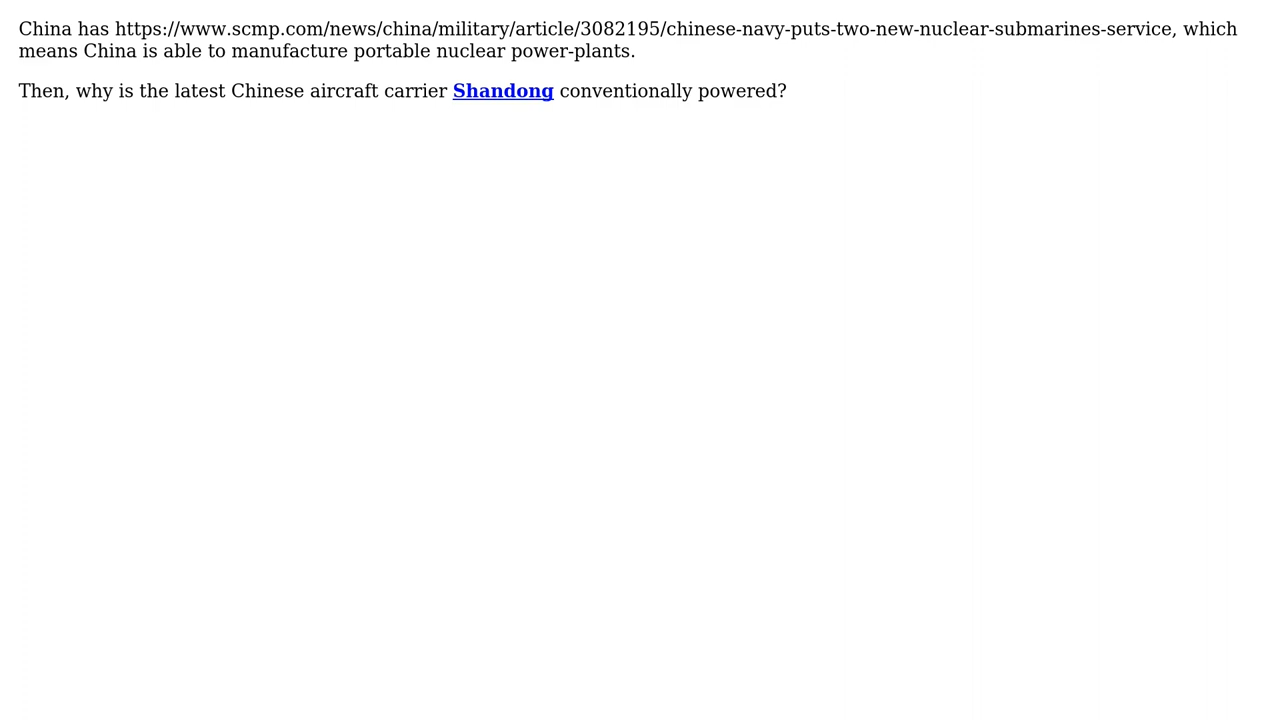 China has https://www.scmp.com/news/china/military/article/3082195/chinese-navy-puts-two-new-nuclear-submarines-service, which
means China is able to manufacture portable nuclear power-plants.
Then, why is the latest Chinese aircraft carrier Shandong conventionally powered?